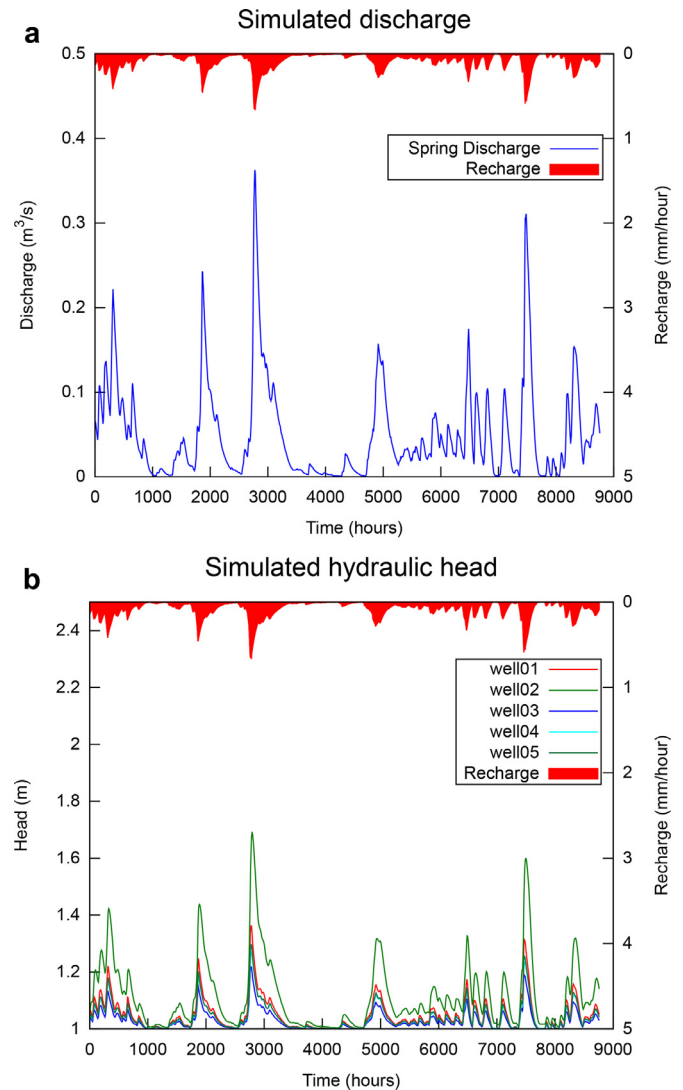 a
Simulated discharge
0.5
0.4
0.3
0.2
0.1
0
Discharge (m³/s)
0
1
2
3
4
5
Recharge (mm/hour)
Spring Discharge
Recharge
0 1000 2000 3000 4000 5000 6000 7000 8000 9000
Time (hours)
b
Simulated hydraulic head
2.4
2.2
2
1.8
1.6
1.4
1.2
1
Head (m)
0
1
2
3
4
5
Recharge (mm/hour)
well01
well02
well03
well04
well05
Recharge
0 1000 2000 3000 4000 5000 6000 7000 8000 9000
Time (hours)